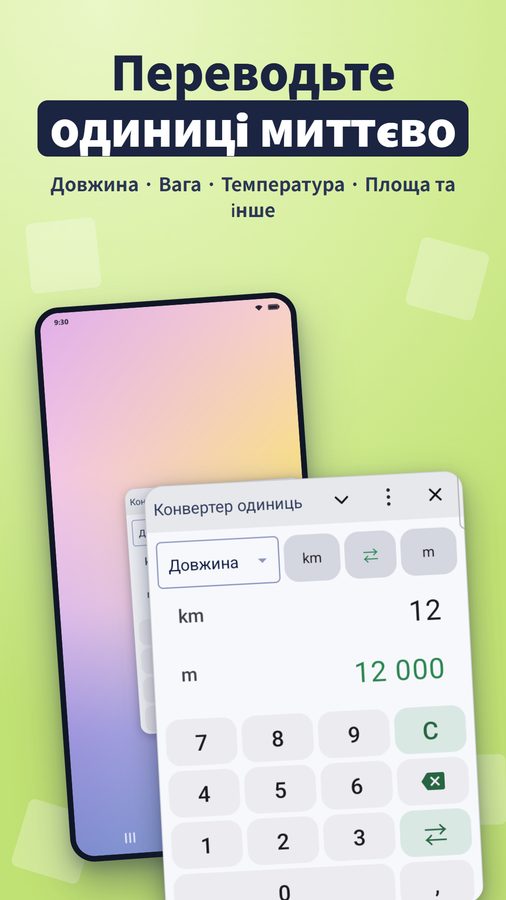 Переводьте
одиниці миттєво
Довжина · Вага · Температура · Площа та
інше
9:30
Конвертер одиниць
Довжина
km
m
km
12
m
12 000
7
8
9
C
4
5
6
1
2
3
0
,